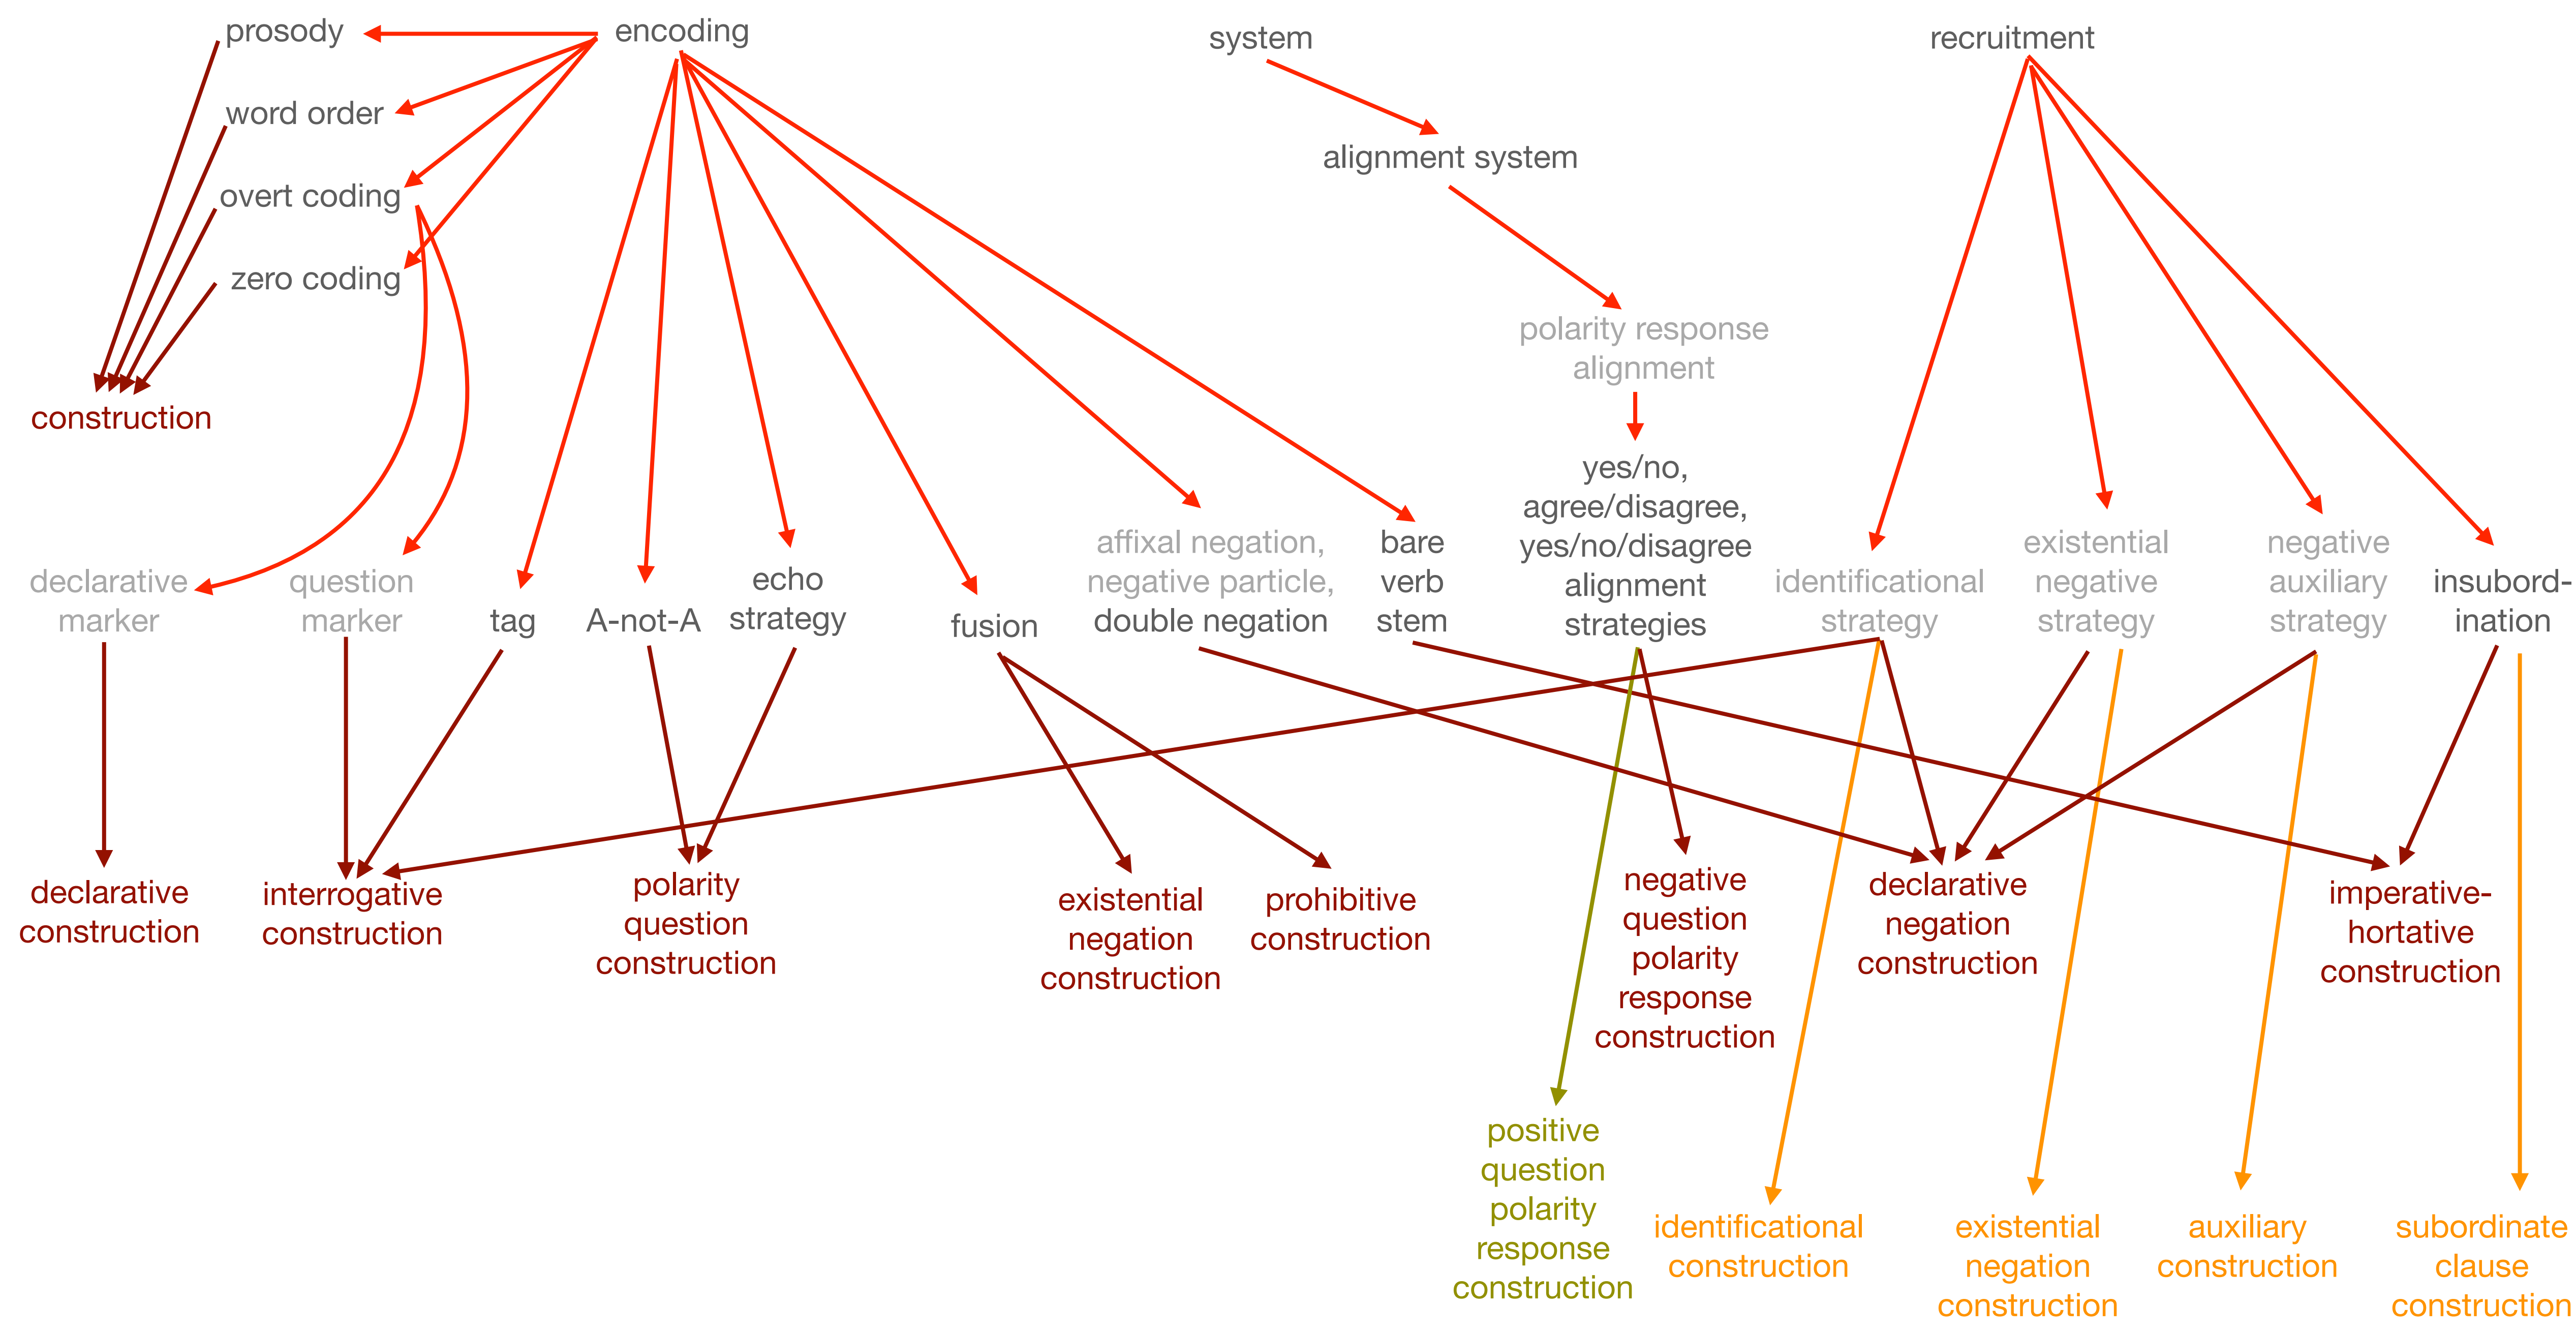 prosody
encoding
system
recruitment
word order
alignment system
overt coding
zero coding
polarity response
alignment
construction
yes/no,
agree/disagree,
yes/no/disagree
alignment
strategies
declarative
marker
question
marker
tag
A-not-A
echo
strategy
fusion
affixal negation,
negative particle,
double negation
bare
verb
stem
identificational
strategy
existential
negative
strategy
negative
auxiliary
strategy
insubord-
ination
declarative
construction
interrogative
construction
polarity
question
construction
existential
negation
construction
prohibitive
construction
negative
question
polarity
response
construction
declarative
negation
construction
imperative-
hortative
construction
positive
question
polarity
response
construction
identificational
construction
existential
negation
construction
auxiliary
construction
subordinate
clause
construction